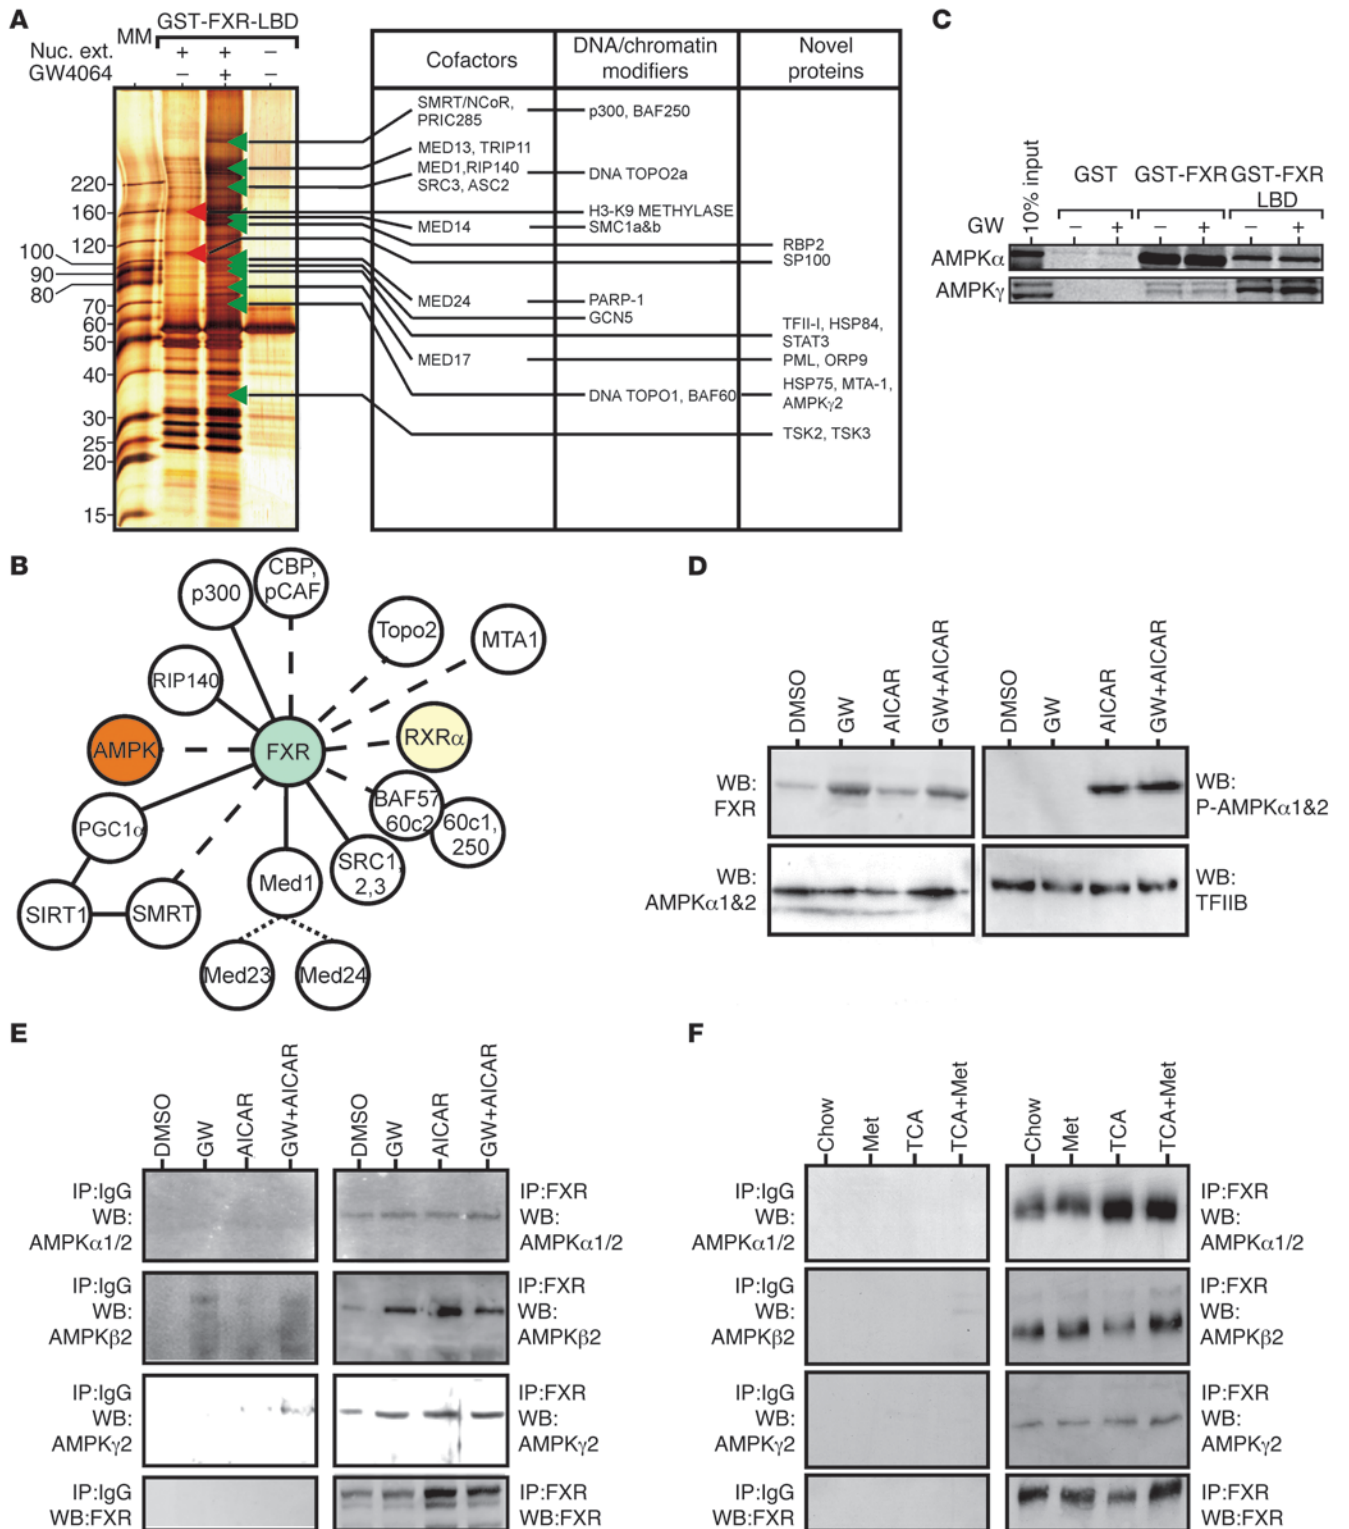 A
GST-FXR-LBD
MM
Nuc. ext. + + −
GW4064 − + −
220
160
120
100
90
80
70
60
50
40
30
25
20
15
Cofactors
DNA/chromatin modifiers
Novel proteins
SMRT/NCoR,
PRIC285
p300, BAF250
MED13, TRIP11
MED1,RIP140
SRC3, ASC2
DNA TOPO2a
H3-K9 METHYLASE
MED14
SMC1a&b
RBP2
SP100
MED24
PARP-1
GCN5
TFII-I, HSP84,
STAT3
MED17
PML, ORP9
DNA TOPO1, BAF60
HSP75, MTA-1,
AMPKγ2
TSK2, TSK3
C
10% input
GST
GST-FXR
GST-FXR
LBD
GW − + − + − +
AMPKα
AMPKγ
B
p300
CBP,
pCAF
Topo2
MTA1
RIP140
AMPK
FXR
RXRα
PGC1α
BAF57
60c2
60c1,
250
SRC1,
2,3
Med1
SIRT1
SMRT
Med23
Med24
D
DMSO
GW
AICAR
GW+AICAR
DMSO
GW
AICAR
GW+AICAR
WB:
FXR
WB:
P-AMPKα1&2
WB:
AMPKα1&2
WB:
TFIIB
E
DMSO
GW
AICAR
GW+AICAR
DMSO
GW
AICAR
GW+AICAR
IP:IgG
WB:
AMPKα1/2
IP:FXR
WB:
AMPKα1/2
IP:IgG
WB:
AMPKβ2
IP:FXR
WB:
AMPKβ2
IP:IgG
WB:
AMPKγ2
IP:FXR
WB:
AMPKγ2
IP:IgG
WB:FXR
IP:FXR
WB:FXR
F
Chow
Met
TCA
TCA+Met
Chow
Met
TCA
TCA+Met
IP:IgG
WB:
AMPKα1/2
IP:FXR
WB:
AMPKα1/2
IP:IgG
WB:
AMPKβ2
IP:FXR
WB:
AMPKβ2
IP:IgG
WB:
AMPKγ2
IP:FXR
WB:
AMPKγ2
IP:IgG
WB:FXR
IP:FXR
WB:FXR